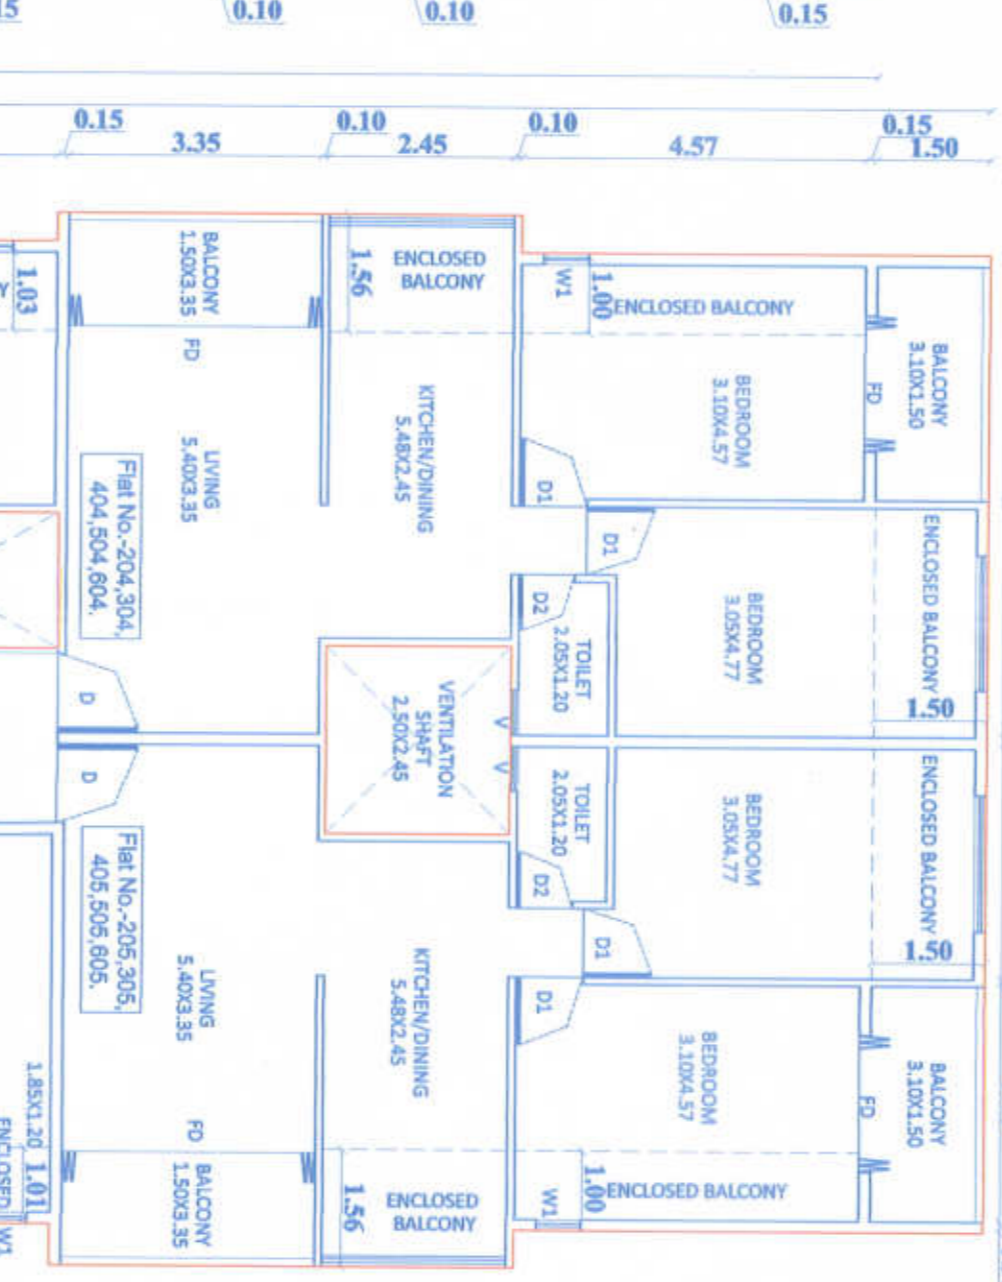 15
0.10
0.10
0.15
0.15
3.35
0.10
2.45
0.10
4.57
0.15
1.50
BALCONY
1.50X3.35
1.56
ENCLOSED
BALCONY
W1
1.00
ENCLOSED BALCONY
BALCONY
3.10X1.50
1.03
Y
FD
FD
KITCHEN/DINING
5.48X2.45
BEDROOM
3.10X4.57
LIVING
5.40X3.35
Flat No.-204,304,
404,504,604.
D1
D1
ENCLOSED BALCONY
1.50
D2
TOILET
2.05X1.20
BEDROOM
3.05X4.77
D
VENTILATION
SHAFT
2.50X2.45
V
V
D
TOILET
2.05X1.20
BEDROOM
3.05X4.77
ENCLOSED BALCONY
1.50
D2
Flat No.-205,305,
405,505,605.
D1
D1
LIVING
5.40X3.35
KITCHEN/DINING
5.48X2.45
BEDROOM
3.10X4.57
BALCONY
3.10X1.50
FD
FD
1.85X1.20
ENCLOSED
1.01
W1
BALCONY
1.50X3.35
1.56
ENCLOSED
BALCONY
W1
1.00
ENCLOSED BALCONY